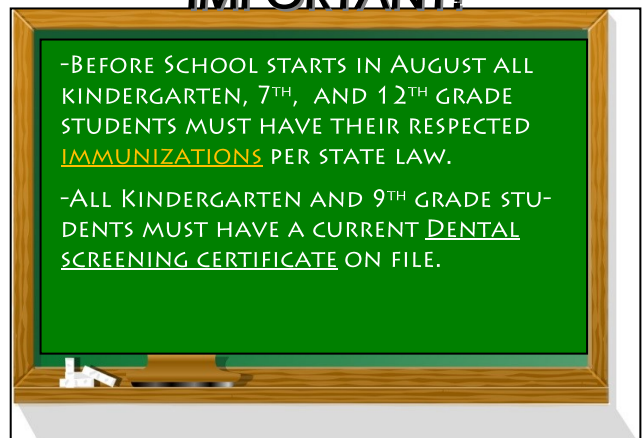 IMPORTANT!
-Before School starts in August all
kindergarten, 7th, and 12th grade
students must have their respected
immunizations per state law.
-All Kindergarten and 9th grade stu-
dents must have a current Dental
screening certificate on file.